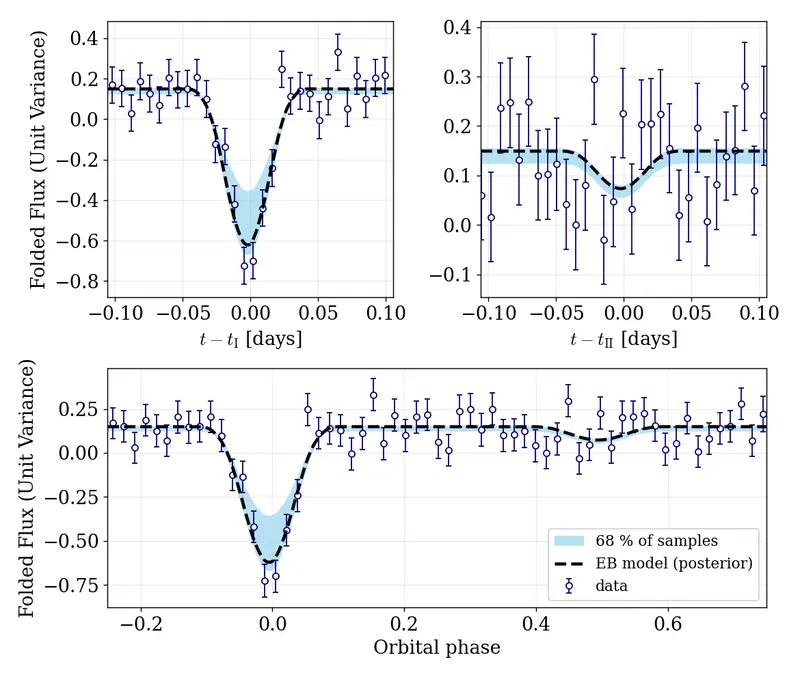 Folded Flux (Unit Variance)
0.4
0.2
0.0
−0.2
−0.4
−0.6
−0.8
−0.10 −0.05 0.00 0.05 0.10
t − tI [days]
0.4
0.3
0.2
0.1
0.0
−0.1
−0.10 −0.05 0.00 0.05 0.10
t − tII [days]
Folded Flux (Unit Variance)
0.25
0.00
−0.25
−0.50
−0.75
−0.2 0.0 0.2 0.4 0.6
Orbital phase
68 % of samples
EB model (posterior)
data